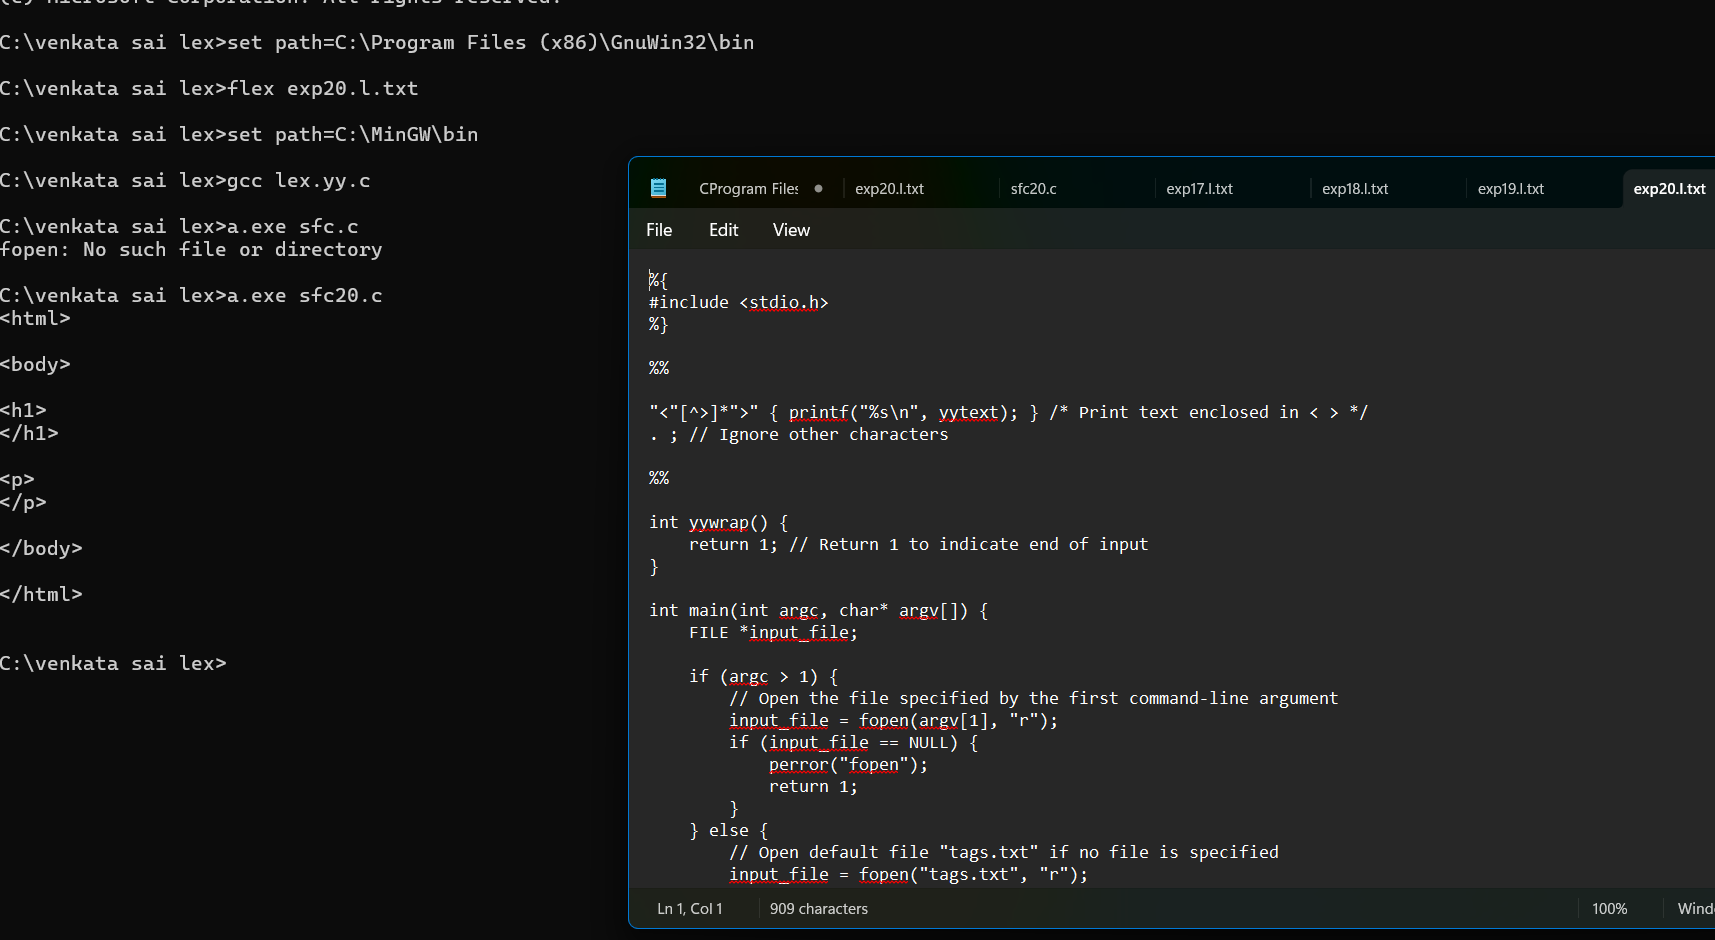 (c) Microsoft Corporation. All rights reserved.
C:\venkata sai lex>set path=C:\Program Files (x86)\GnuWin32\bin
C:\venkata sai lex>flex exp20.l.txt
C:\venkata sai lex>set path=C:\MinGW\bin
C:\venkata sai lex>gcc lex.yy.c
C:\venkata sai lex>a.exe sfc.c
fopen: No such file or directory
C:\venkata sai lex>a.exe sfc20.c
<html>
<body>
<h1>
</h1>
<p>
</p>
</body>
</html>
C:\venkata sai lex>
CProgram Files
exp20.l.txt
sfc20.c
exp17.l.txt
exp18.l.txt
exp19.l.txt
exp20.l.txt
File Edit View
%{
#include <stdio.h>
%}
%%
"<"[^>]*">" { printf("%s\n", yytext); } /* Print text enclosed in < > */
. ; // Ignore other characters
%%
int yywrap() {
    return 1; // Return 1 to indicate end of input
}
int main(int argc, char* argv[]) {
    FILE *input_file;
    if (argc > 1) {
        // Open the file specified by the first command-line argument
        input_file = fopen(argv[1], "r");
        if (input_file == NULL) {
            perror("fopen");
            return 1;
        }
    } else {
        // Open default file "tags.txt" if no file is specified
        input_file = fopen("tags.txt", "r");
Ln 1, Col 1 909 characters 100%